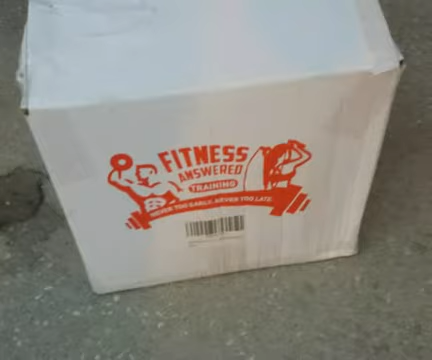 FITNESS
ANSWERED
TRAINING
NEVER TOO EARLY, NEVER TOO LATE.